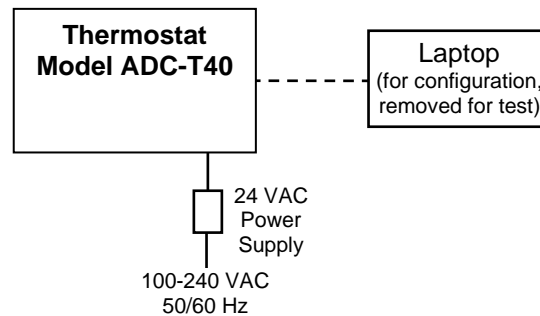 Thermostat
Model ADC-T40
Laptop
(for configuration,
removed for test)
24 VAC
Power
Supply
100-240 VAC
50/60 Hz